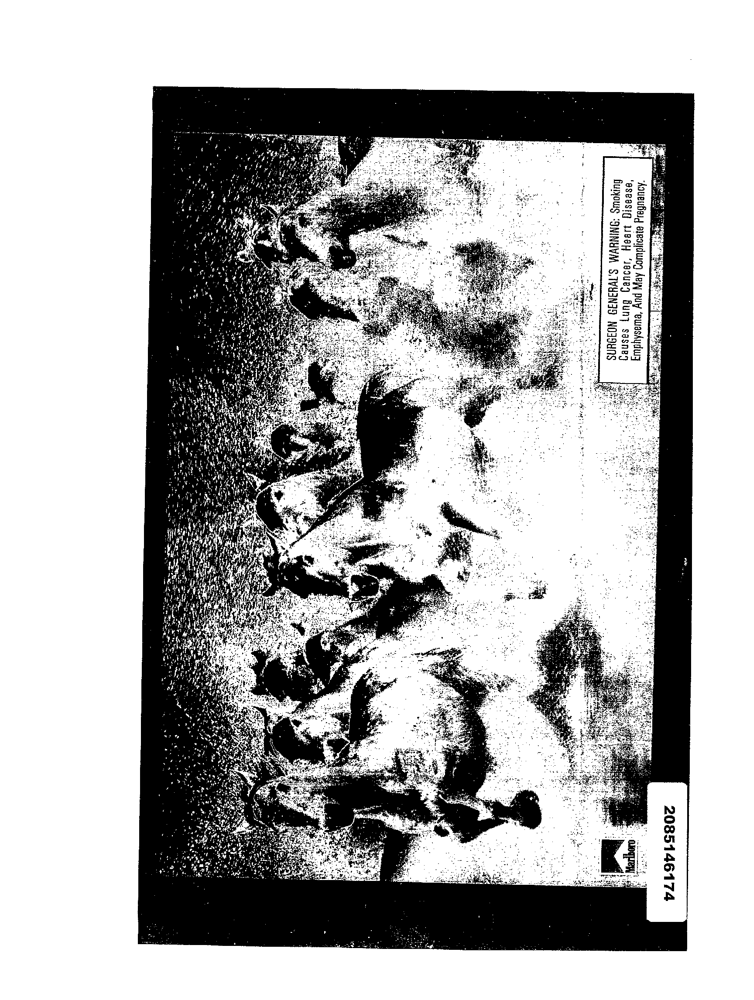 SURGEON GENERAL'S WARNING: Smoking
Causes Lung Cancer, Heart Disease,
Emphysema, And May Complicate Pregnancy.
Marlboro
2085146174